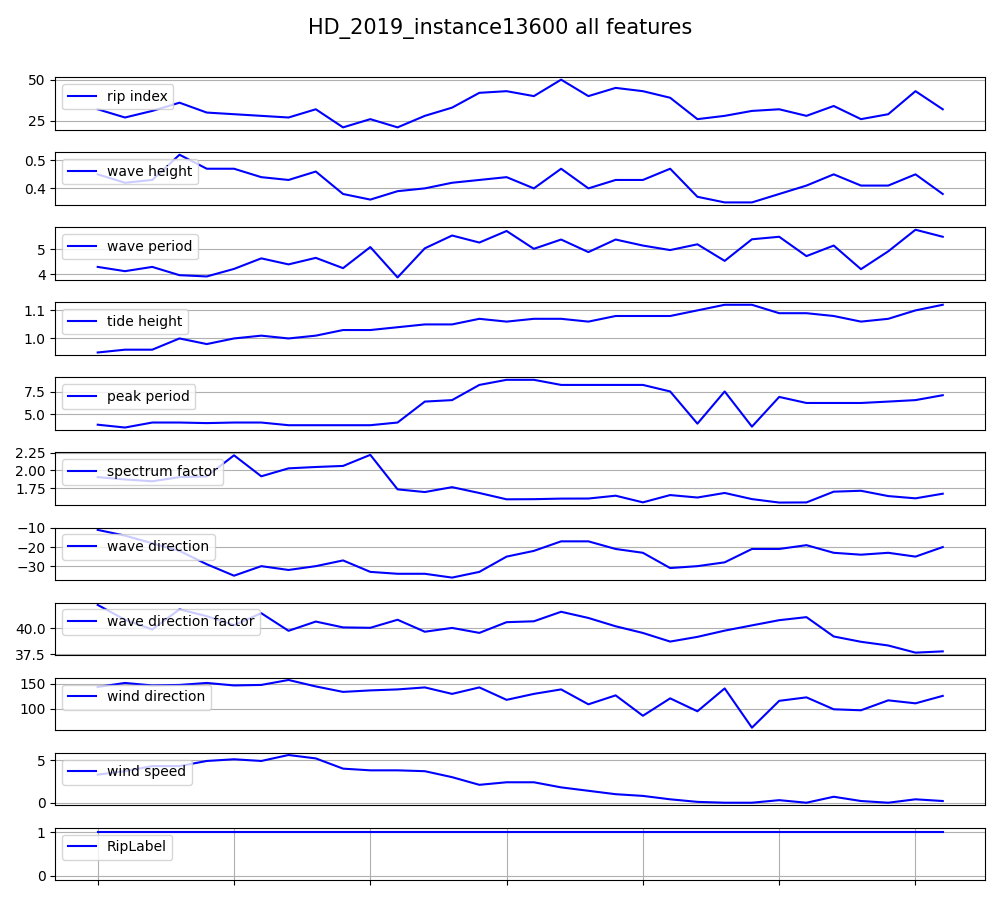 HD_2019_instance13600 all features
50
25
rip index
0.5
0.4
wave height
5
4
wave period
1.1
1.0
tide height
7.5
5.0
peak period
2.25
2.00
1.75
spectrum factor
−10
−20
−30
wave direction
40.0
37.5
wave direction factor
150
100
wind direction
5
0
wind speed
1
0
RipLabel